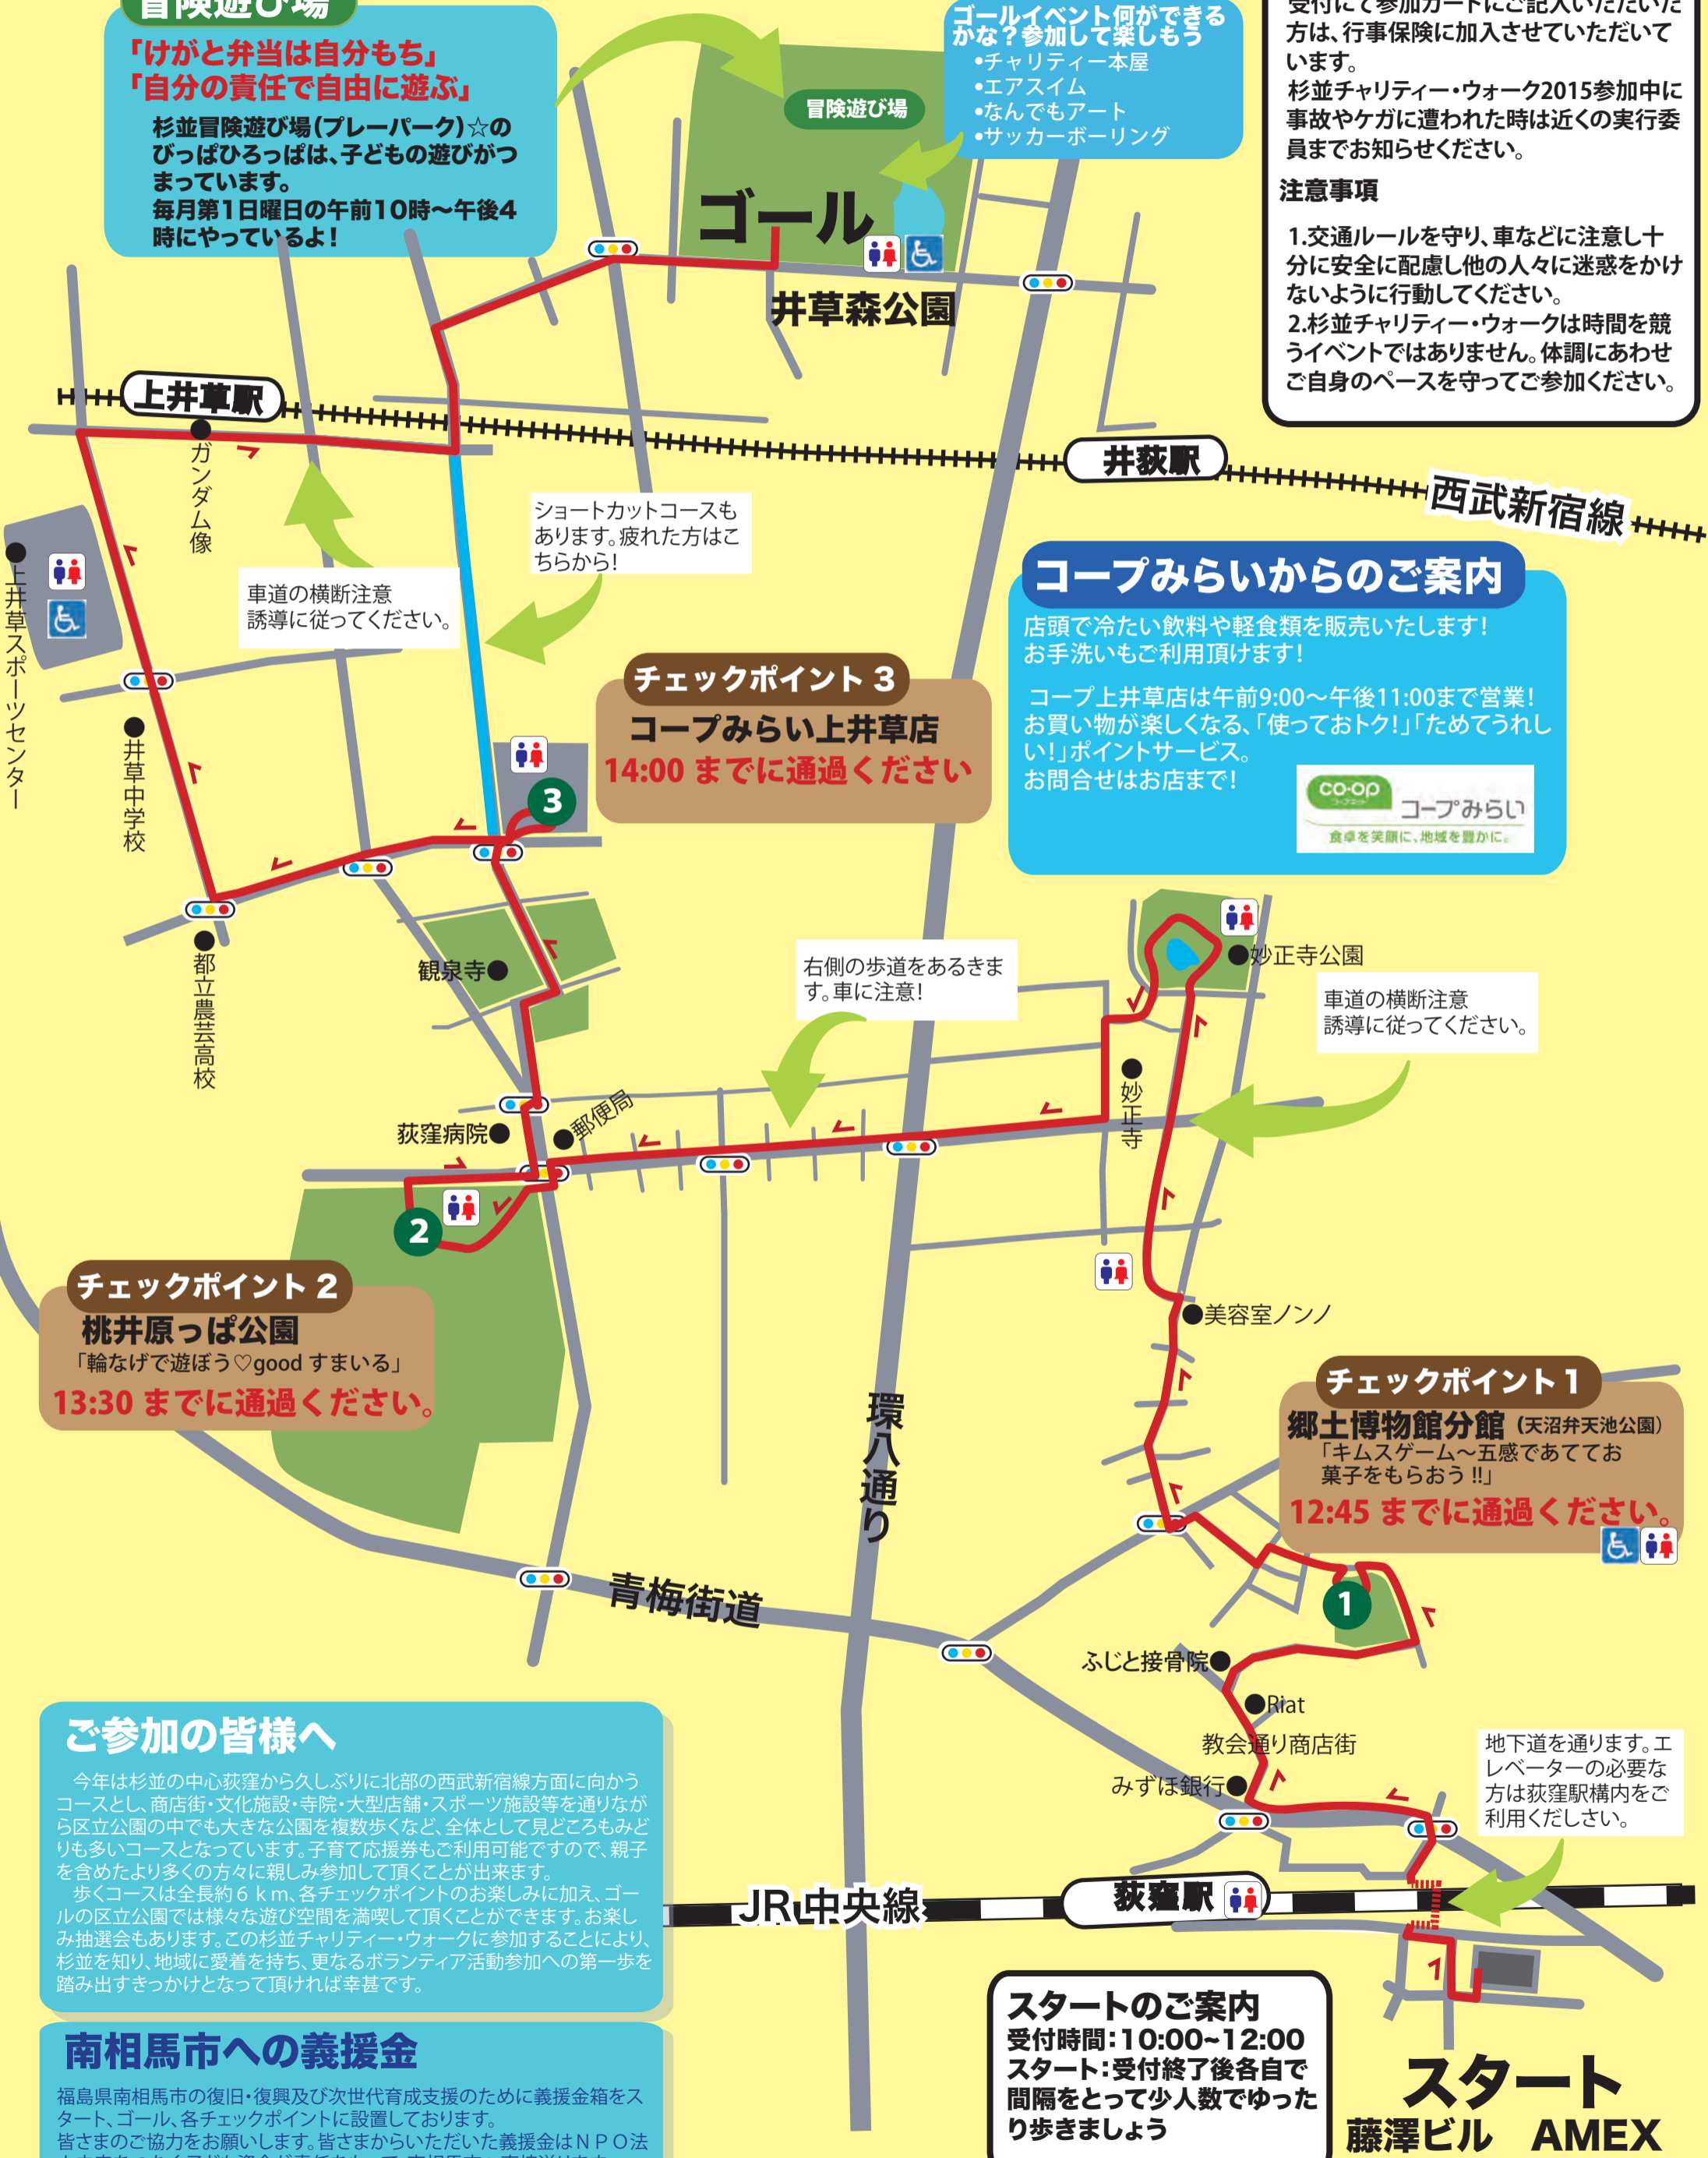 冒険遊び場
「けがと弁当は自分もち」
「自分の責任で自由に遊ぶ」
杉並冒険遊び場(プレーパーク)☆の
びっぱひろっぱは、子どもの遊びがつ
まっています。
毎月第1日曜日の午前10時〜午後4
時にやっているよ!
冒険遊び場
ゴールイベント何ができる
かな?参加して楽しもう
•チャリティー本屋
•エアスイム
•なんでもアート
•サッカーボーリング
受付にて参加カードにご記入いただいた
方は、行事保険に加入させていただいて
います。
杉並チャリティー・ウォーク2015参加中に
事故やケガに遭われた時は近くの実行委
員までお知らせください。
注意事項
1.交通ルールを守り、車などに注意し十
分に安全に配慮し他の人々に迷惑をかけ
ないように行動してください。
2.杉並チャリティー・ウォークは時間を競
うイベントではありません。体調にあわせ
ご自身のペースを守ってご参加ください。
ゴール
井草森公園
上井草駅
ガンダム像
井荻駅
西武新宿線
ショートカットコースも
あります。疲れた方はこ
ちらから!
車道の横断注意
誘導に従ってください。
上井草スポーツセンター
井草中学校
チェックポイント 3
コープみらい上井草店
14:00 までに通過ください
3
コープみらいからのご案内
店頭で冷たい飲料や軽食類を販売いたします!
お手洗いもご利用頂けます!
コープ上井草店は午前9:00〜午後11:00まで営業!
お買い物が楽しくなる、「使っておトク!」「ためてうれし
い!」ポイントサービス。
お問合せはお店まで!
co-op
コープみらい
食卓を笑顔に、地域を豊かに。
都立農芸高校
観泉寺
右側の歩道をあるきま
す。車に注意!
妙正寺公園
車道の横断注意
誘導に従ってください。
妙正寺
荻窪病院
郵便局
2
チェックポイント 2
桃井原っぱ公園
「輪なげで遊ぼう♡good すまいる」
13:30 までに通過ください。
美容室ノンノ
環八通り
チェックポイント 1
郷土博物館分館(天沼弁天池公園)
「キムスゲーム〜五感であててお
菓子をもらおう!!」
12:45 までに通過ください。
青梅街道
1
ふじと接骨院
Riat
教会通り商店街
みずほ銀行
地下道を通ります。エ
レベーターの必要な
方は荻窪駅構内をご
利用くだしさい。
ご参加の皆様へ
今年は杉並の中心荻窪から久しぶりに北部の西武新宿線方面に向かう
コースとし、商店街・文化施設・寺院・大型店舗・スポーツ施設等を通りなが
ら区立公園の中でも大きな公園を複数歩くなど、全体として見どころもみど
りも多いコースとなっています。子育て応援券もご利用可能ですので、親子
を含めたより多くの方々に親しみ参加して頂くことが出来ます。
歩くコースは全長約6km、各チェックポイントのお楽しみに加え、ゴー
ルの区立公園では様々な遊び空間を満喫して頂くことができます。お楽し
み抽選会もあります。この杉並チャリティー・ウォークに参加することにより、
杉並を知り、地域に愛着を持ち、更なるボランティア活動参加への第一歩を
踏み出すきっかけとなって頂ければ幸甚です。
JR 中央線
荻窪駅
スタートのご案内
受付時間:10:00~12:00
スタート:受付終了後各自で
間隔をとって少人数でゆった
り歩きましょう
スタート
藤澤ビル AMEX
南相馬市への義援金
福島県南相馬市の復旧・復興及び次世代育成支援のために義援金箱をス
タート、ゴール、各チェックポイントに設置しております。
皆さまのご協力をお願いします。皆さまからいただいた義援金はNPO法